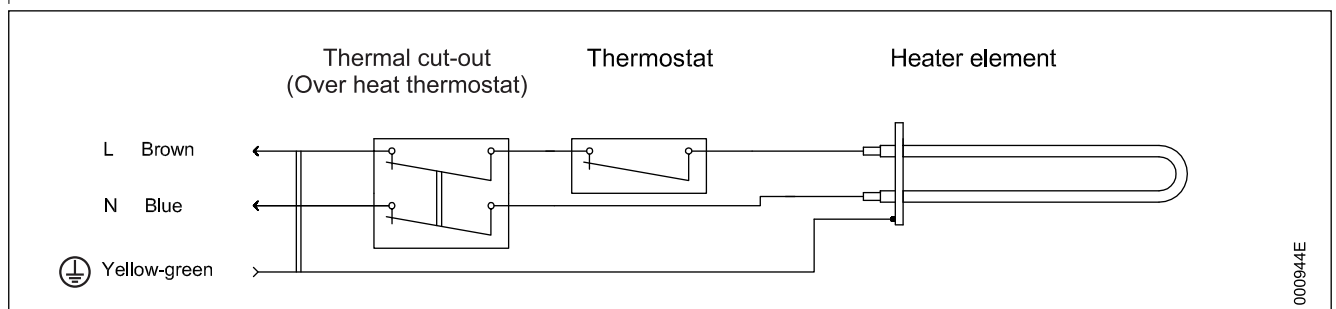 Thermal cut-out
(Over heat thermostat)
Thermostat
Heater element
L Brown
N Blue
Yellow-green
000944E